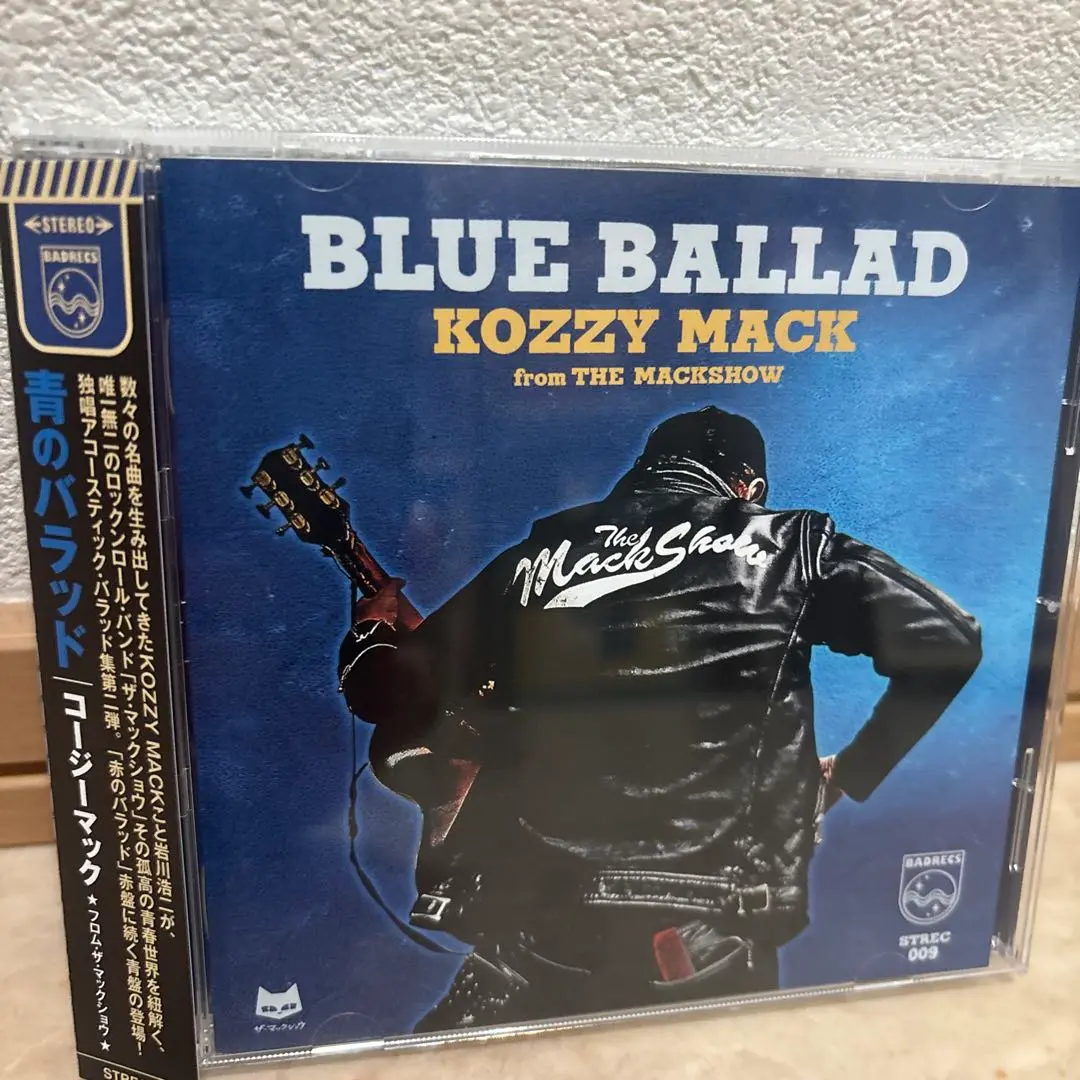 STEREO
BADRECS
青のバラッド
コージーマック
★フロム・ザ・マックショウ★
数々の名曲を生み出してきたKOZZY MACKこと岩川浩二が、
唯一無二のロックンロール・バンド「ザ・マックショウ」その孤高の青春世界を紐解く、
独唱アコースティック・バラッド集第二弾。「赤のバラッド」赤盤に続く青盤の登場!
BLUE BALLAD
KOZZY MACK
from THE MACKSHOW
The
MackShow
BADRECS
STREC
009
ザ・マックショウ